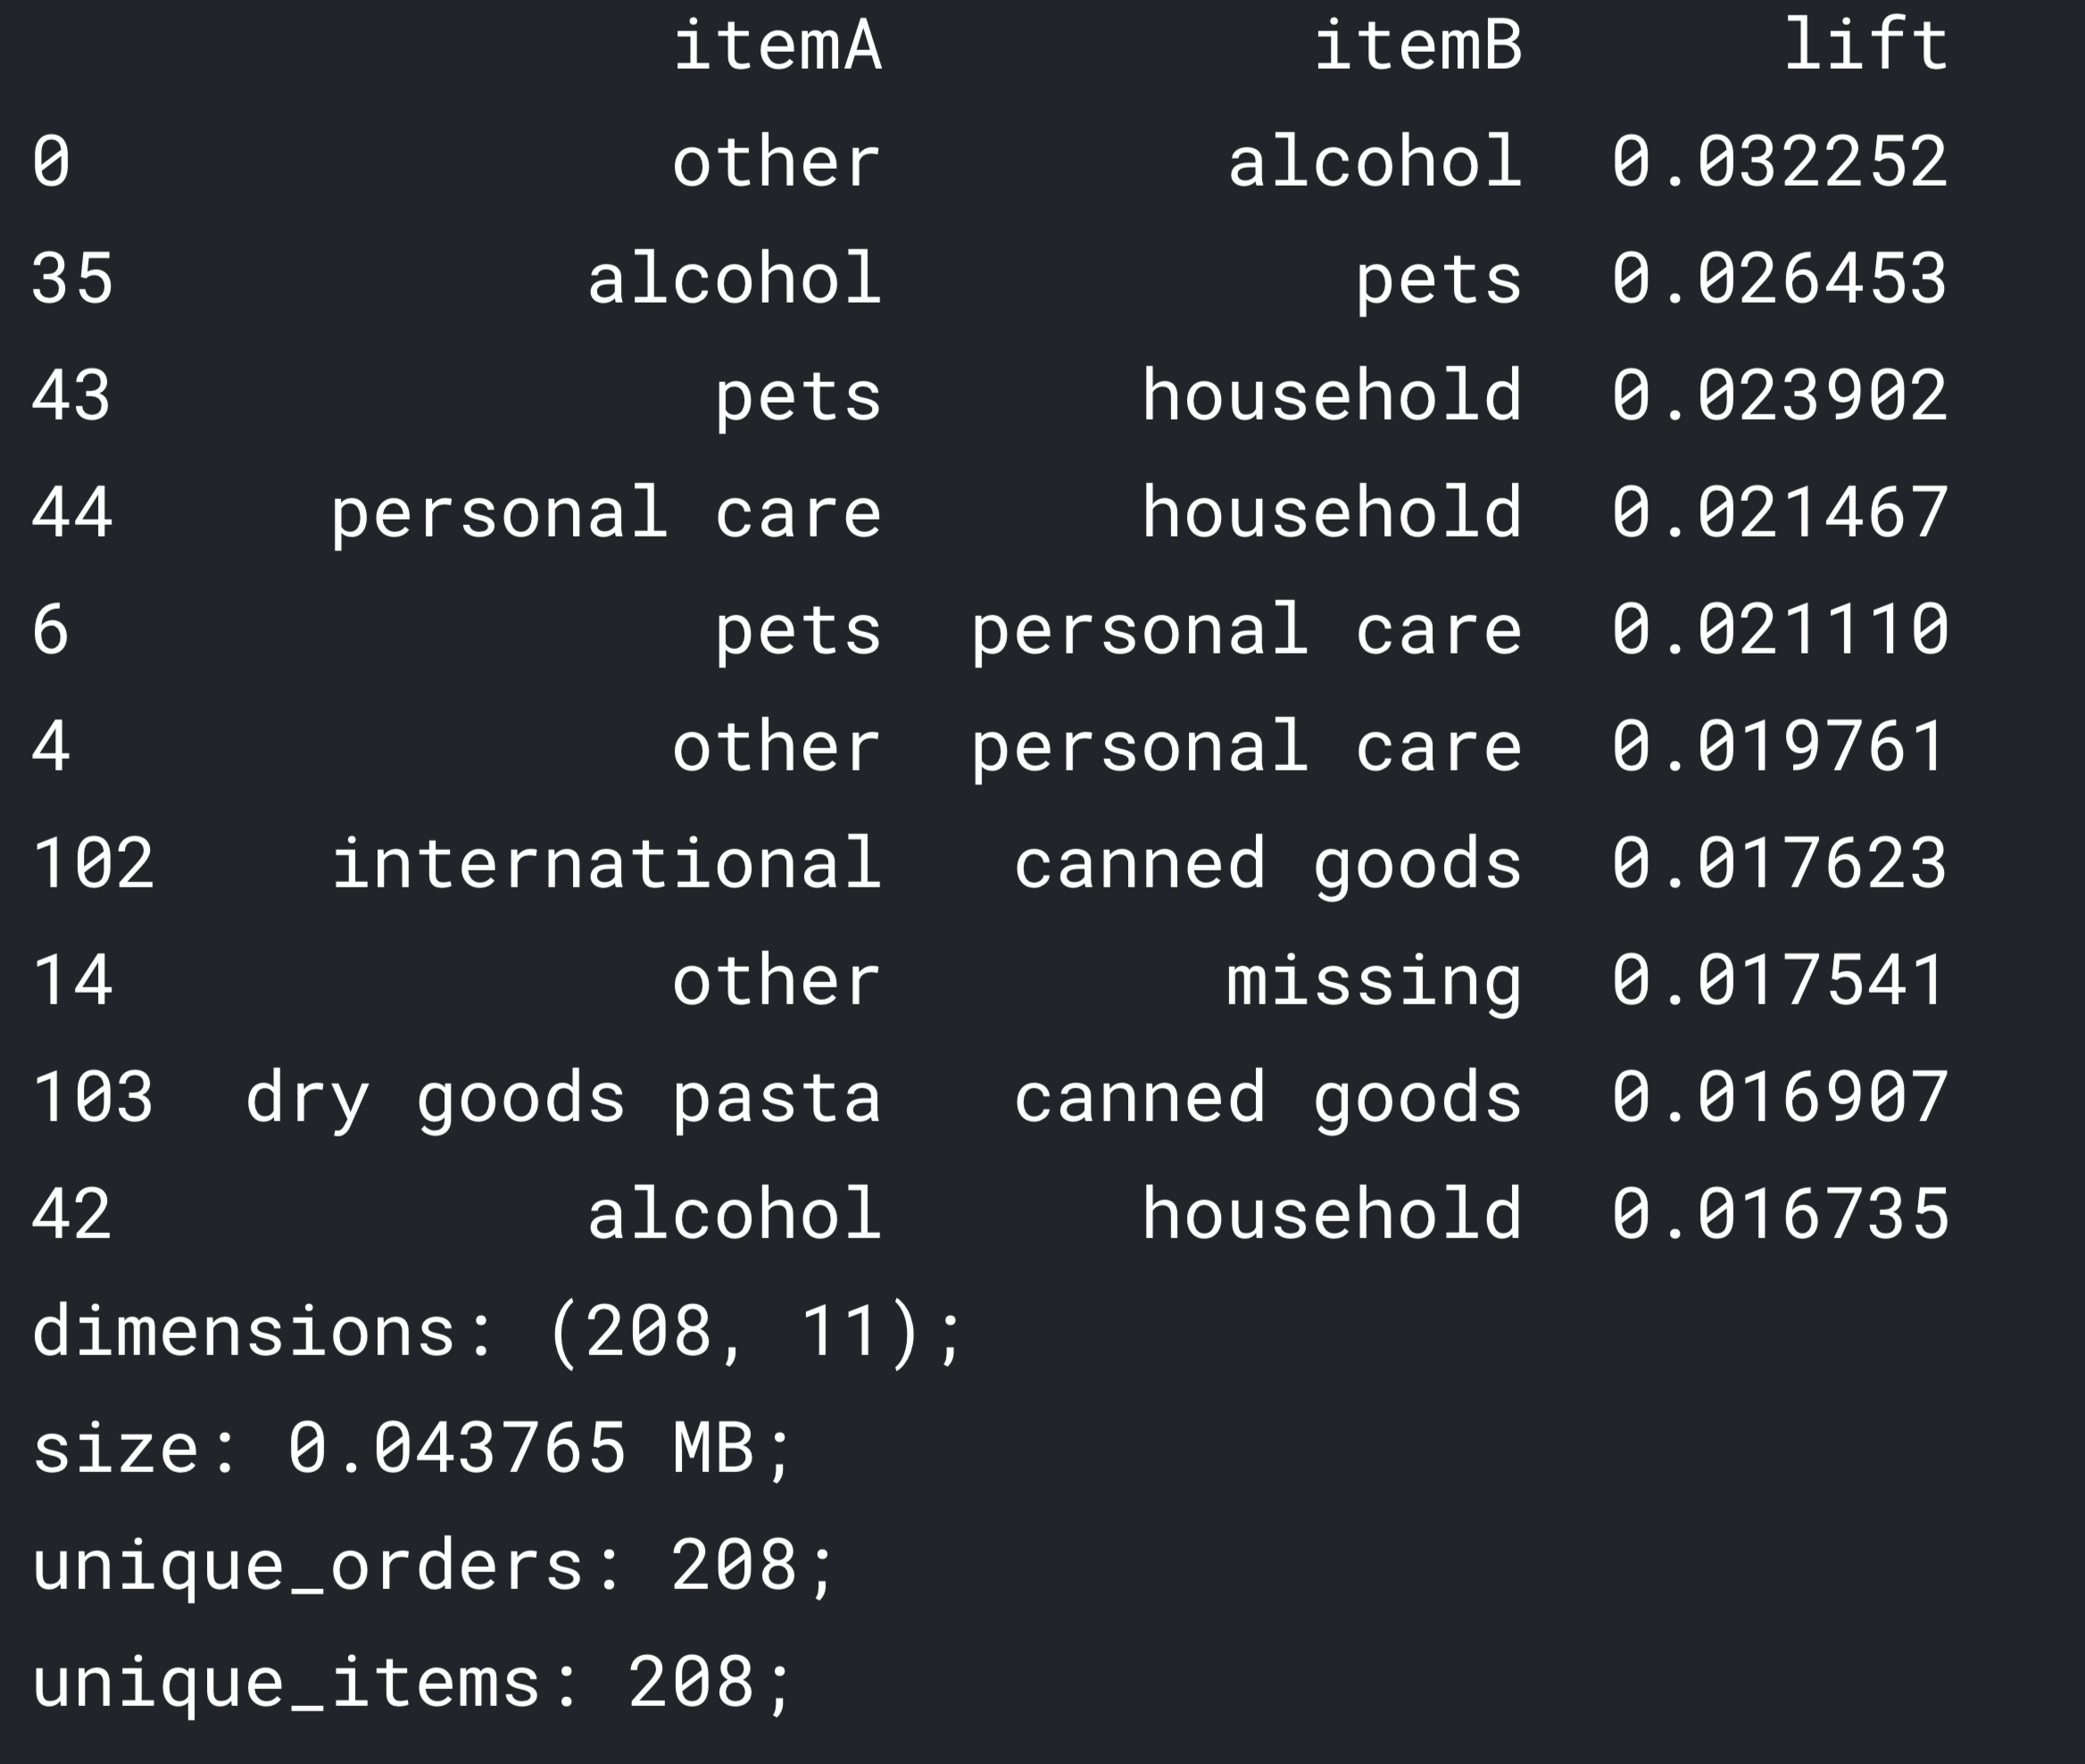 itemA itemB lift
0 other alcohol 0.032252
35 alcohol pets 0.026453
43 pets household 0.023902
44 personal care household 0.021467
6 pets personal care 0.021110
4 other personal care 0.019761
102 international canned goods 0.017623
14 other missing 0.017541
103 dry goods pasta canned goods 0.016907
42 alcohol household 0.016735
dimensions: (208, 11);
size: 0.043765 MB;
unique_orders: 208;
unique_items: 208;